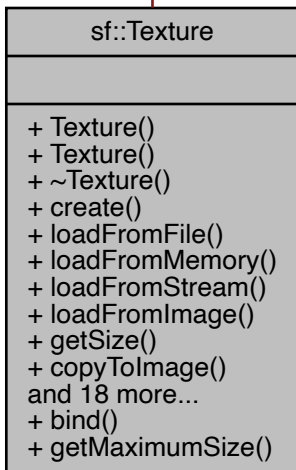 sf::Texture
+ Texture()
+ Texture()
+ ~Texture()
+ create()
+ loadFromFile()
+ loadFromMemory()
+ loadFromStream()
+ loadFromImage()
+ getSize()
+ copyToImage()
and 18 more...
+ bind()
+ getMaximumSize()